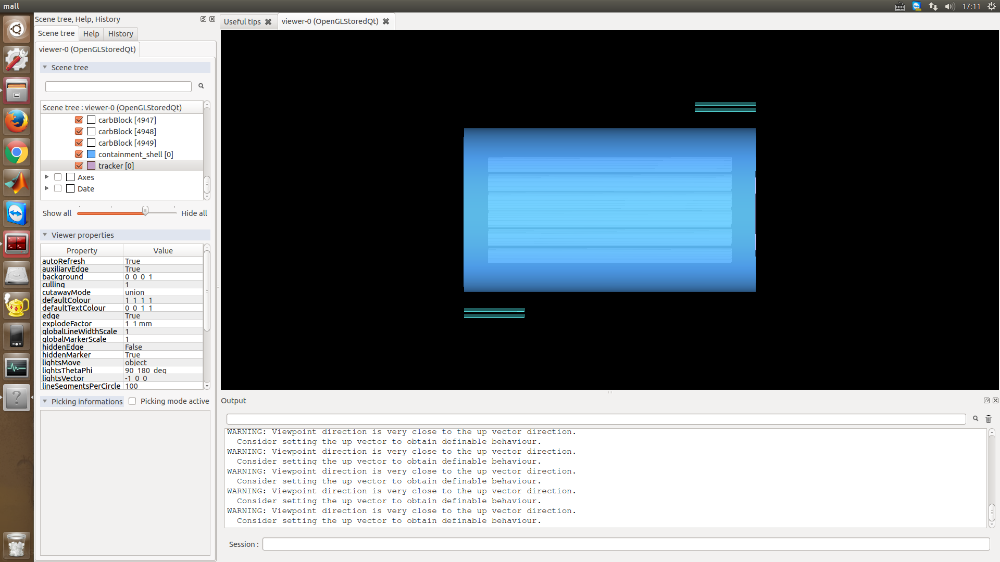 mall
17:11
Scene tree, Help, History
Scene tree
Help
History
viewer-0 (OpenGLStoredQt)
Scene tree
Scene tree : viewer-0 (OpenGLStoredQt)
carbBlock [4947]
carbBlock [4948]
carbBlock [4949]
containment_shell [0]
tracker [0]
Axes
Date
Show all
Hide all
Viewer properties
Property Value
autoRefresh True
auxiliaryEdge True
background 0 0 0 1
culling 1
cutawayMode union
defaultColour 1 1 1 1
defaultTextColour 0 0 1 1
edge True
explodeFactor 1 1 mm
globalLineWidthScale 1
globalMarkerScale 1
hiddenEdge False
hiddenMarker True
lightsMove object
lightsThetaPhi 90 180 deg
lightsVector -1 0 0
lineSegmentsPerCircle 100
Picking informations
Picking mode active
Useful tips
viewer-0 (OpenGLStoredQt)
Output
WARNING: Viewpoint direction is very close to the up vector direction.
Consider setting the up vector to obtain definable behaviour.
WARNING: Viewpoint direction is very close to the up vector direction.
Consider setting the up vector to obtain definable behaviour.
WARNING: Viewpoint direction is very close to the up vector direction.
Consider setting the up vector to obtain definable behaviour.
WARNING: Viewpoint direction is very close to the up vector direction.
Consider setting the up vector to obtain definable behaviour.
WARNING: Viewpoint direction is very close to the up vector direction.
Consider setting the up vector to obtain definable behaviour.
Session :